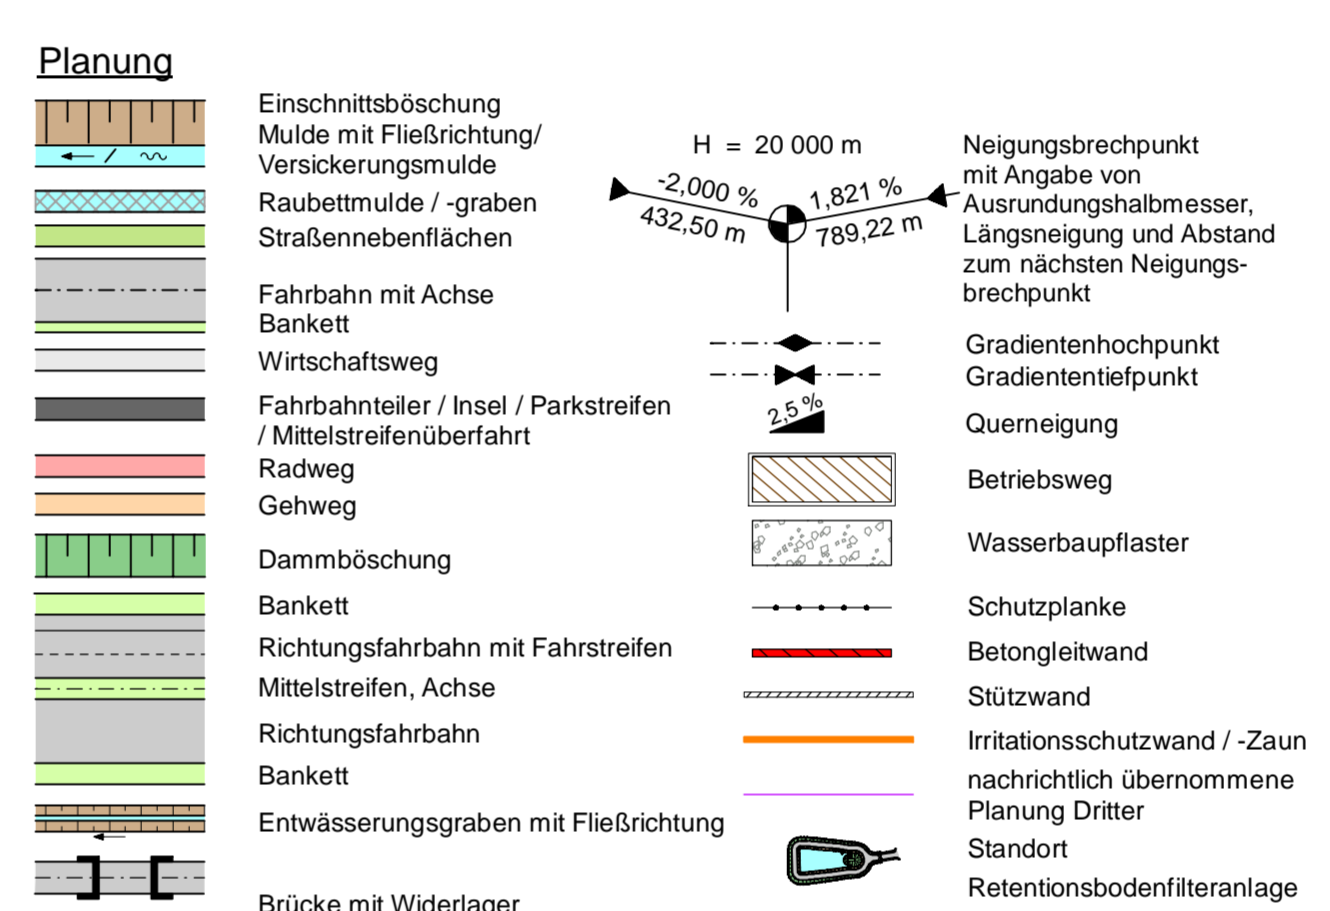 Planung
Einschnittsböschung
Mulde mit Fließrichtung/
Versickerungsmulde
Raubettmulde / -graben
Straßennebenflächen
Fahrbahn mit Achse
Bankett
Wirtschaftsweg
Fahrbahnteiler / Insel / Parkstreifen
/ Mittelstreifenüberfahrt
Radweg
Gehweg
Dammböschung
Bankett
Richtungsfahrbahn mit Fahrstreifen
Mittelstreifen, Achse
Richtungsfahrbahn
Bankett
Entwässerungsgraben mit Fließrichtung
Brücke mit Widerlager
H = 20 000 m
-2,000 %
432,50 m
1,821 %
789,22 m
Neigungsbrechpunkt
mit Angabe von
Ausrundungshalbmesser,
Längsneigung und Abstand
zum nächsten Neigungs-
brechpunkt
Gradientenhochpunkt
Gradiententiefpunkt
2,5 %
Querneigung
Betriebsweg
Wasserbaupflaster
Schutzplanke
Betongleitwand
Stützwand
Irritationsschutzwand / -Zaun
nachrichtlich übernommene
Planung Dritter
Standort
Retentionsbodenfilteranlage